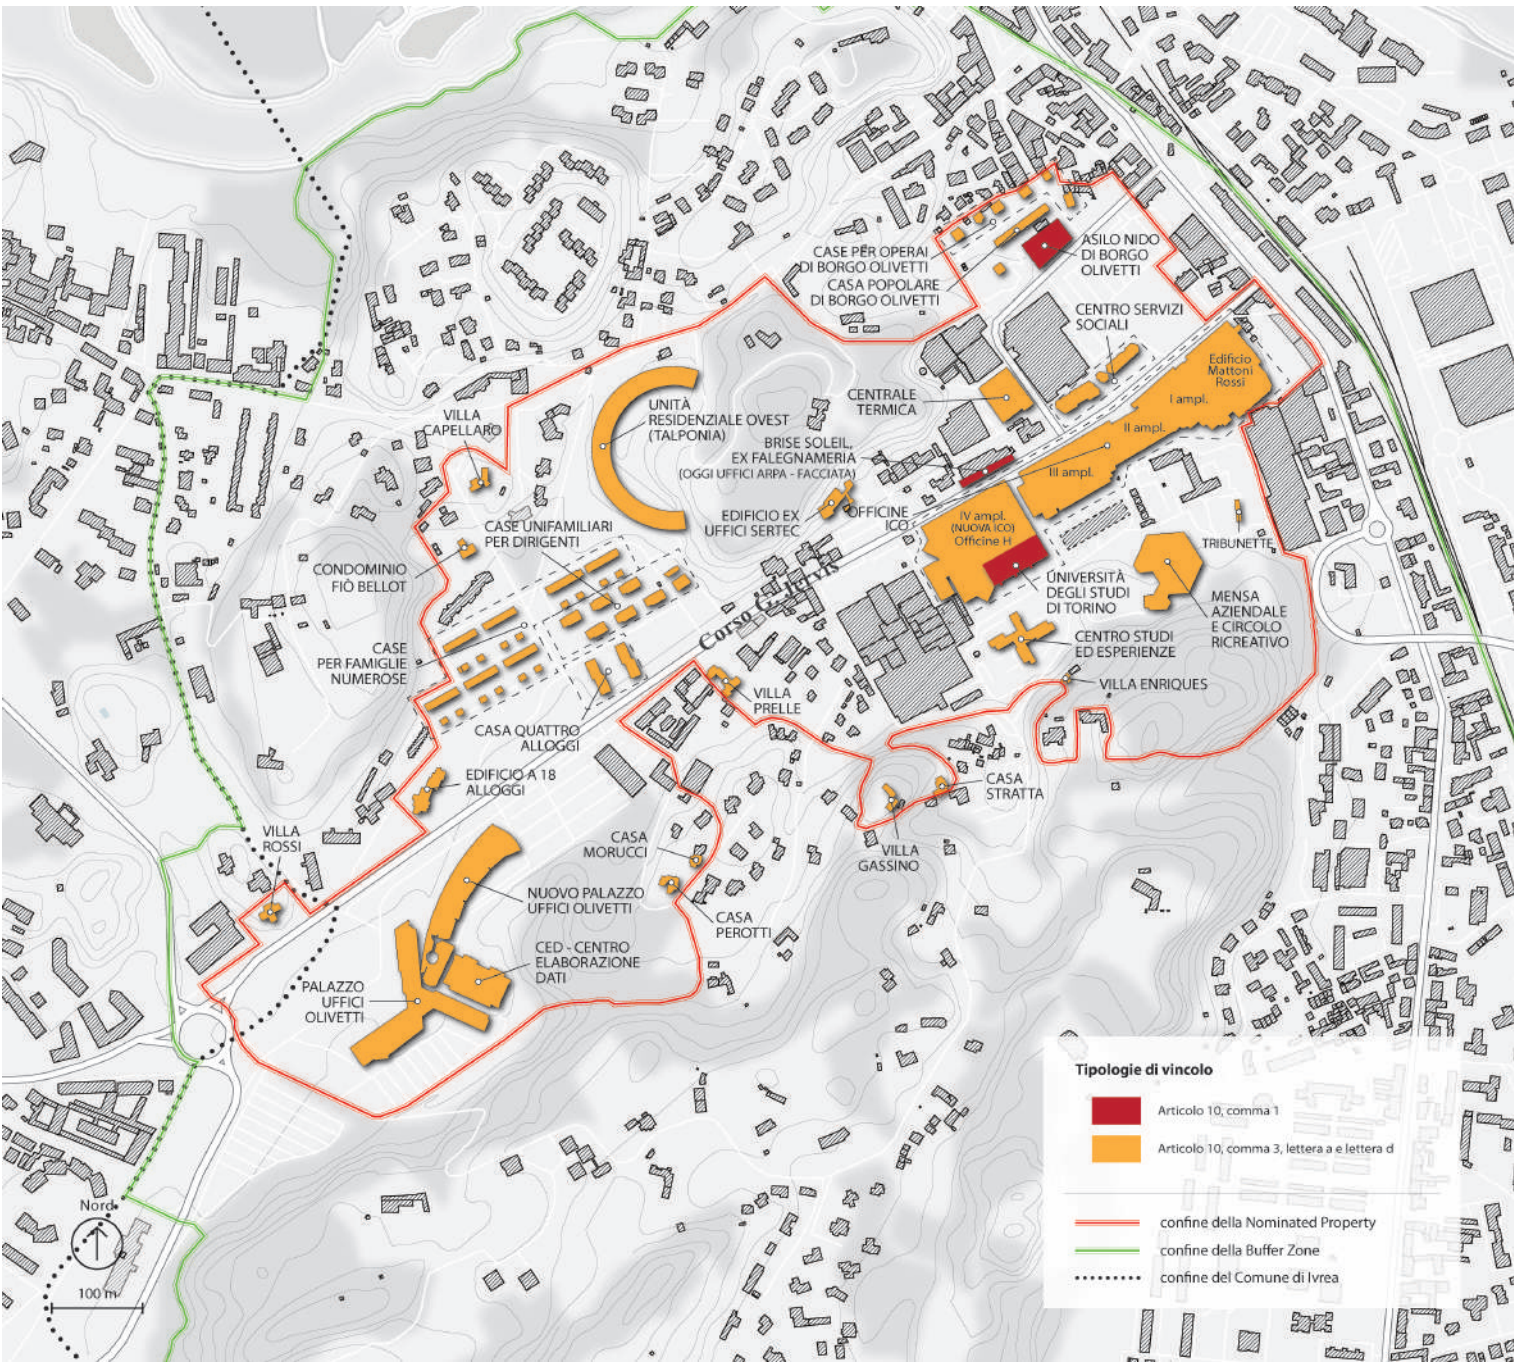 CASE PER OPERAI
DI BORGO OLIVETTI
CASA POPOLARE
DI BORGO OLIVETTI
ASILO NIDO
DI BORGO
OLIVETTI
CENTRO SERVIZI
SOCIALI
Edificio
Mattoni
Rossi
I ampl.
II ampl.
III ampl.
CENTRALE
TERMICA
UNITÀ
RESIDENZIALE OVEST
(TALPONIA)
VILLA
CAPELLARO
BRISE SOLEIL,
EX FALEGNAMERIA
(OGGI UFFICI ARPA - FACCIATA)
EDIFICIO EX
UFFICI SERTEC
OFFICINE
ICO
IV ampl.
(NUOVA ICO)
Officine H
CASE UNIFAMILIARI
PER DIRIGENTI
CONDOMINIO
FIÒ BELLOT
TRIBUNETTE
UNIVERSITÀ
DEGLI STUDI
DI TORINO
MENSA
AZIENDALE
E CIRCOLO
RICREATIVO
Corso G. Jervis
CENTRO STUDI
ED ESPERIENZE
CASE
PER FAMIGLIE
NUMEROSE
VILLA ENRIQUES
VILLA
PRELLE
CASA QUATTRO
ALLOGGI
EDIFICIO A 18
ALLOGGI
CASA
STRATTA
VILLA
GASSINO
VILLA
ROSSI
CASA
MORUCCI
NUOVO PALAZZO
UFFICI OLIVETTI
CASA
PEROTTI
CED - CENTRO
ELABORAZIONE
DATI
PALAZZO
UFFICI
OLIVETTI
Tipologie di vincolo
Articolo 10, comma 1
Articolo 10, comma 3, lettera a e lettera d
confine della Nominated Property
confine della Buffer Zone
confine del Comune di Ivrea
Nord
100 m